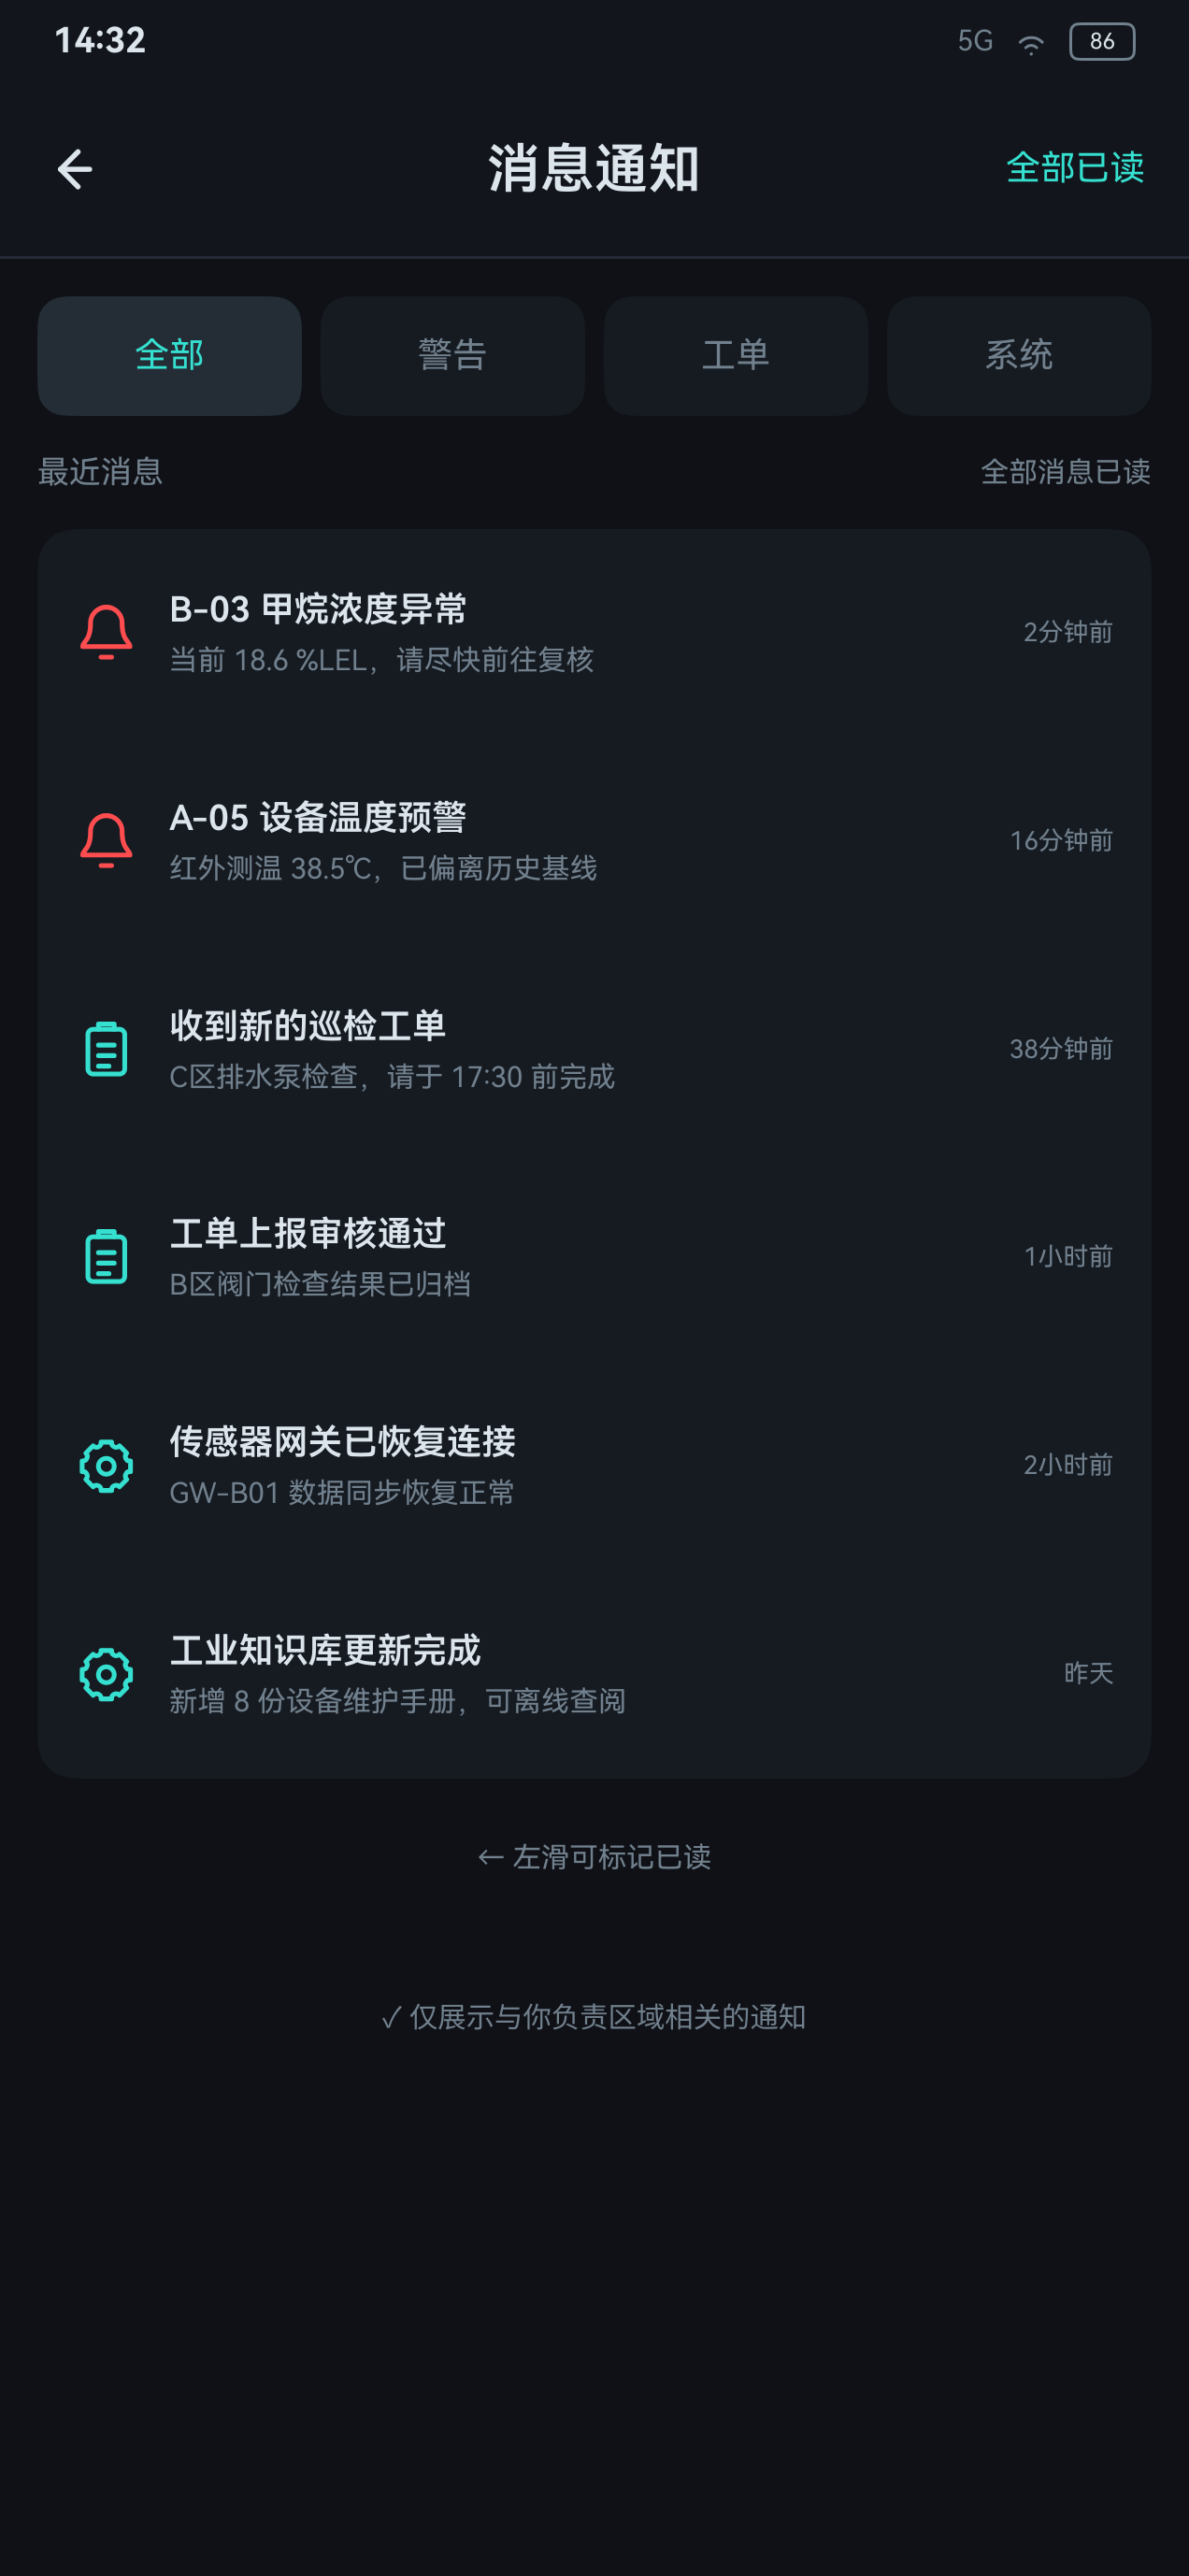 14:32
5G
86
消息通知
全部已读
全部
警告
工单
系统
最近消息
全部消息已读
B-03 甲烷浓度异常
当前 18.6 %LEL，请尽快前往复核
2分钟前
A-05 设备温度预警
红外测温 38.5℃，已偏离历史基线
16分钟前
收到新的巡检工单
C区排水泵检查，请于 17:30 前完成
38分钟前
工单上报审核通过
B区阀门检查结果已归档
1小时前
传感器网关已恢复连接
GW-B01 数据同步恢复正常
2小时前
工业知识库更新完成
新增 8 份设备维护手册，可离线查阅
昨天
← 左滑可标记已读
✓ 仅展示与你负责区域相关的通知